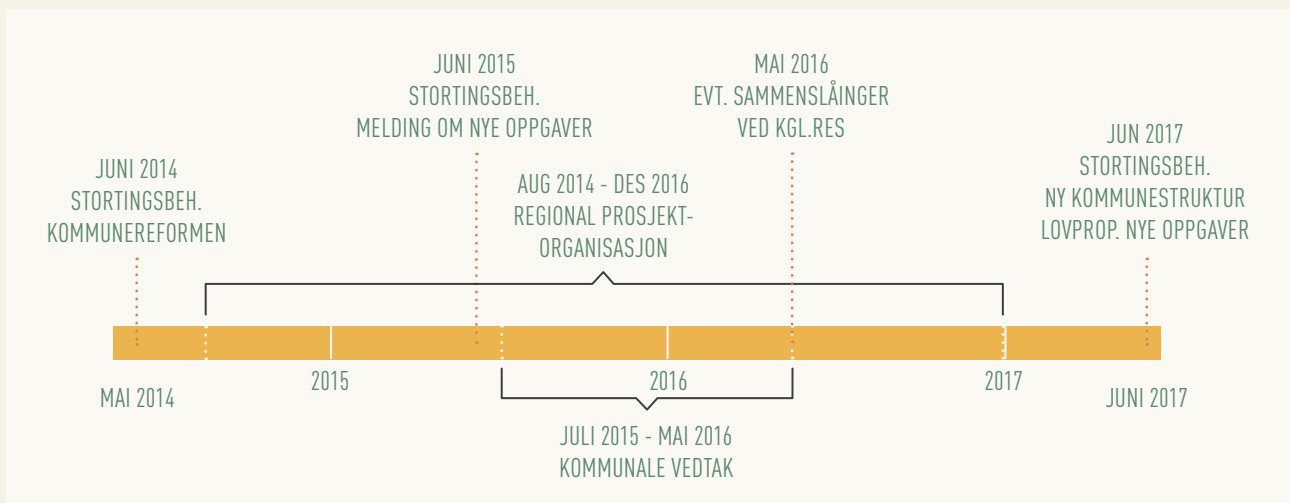 JUNI 2014
STORTINGSBEH.
KOMMUNEREFORMEN
JUNI 2015
STORTINGSBEH.
MELDING OM NYE OPPGAVER
AUG 2014 - DES 2016
REGIONAL PROSJEKT-
ORGANISASJON
MAI 2016
EVT. SAMMENSLÅINGER
VED KGL.RES
JUN 2017
STORTINGSBEH.
NY KOMMUNESTRUKTUR
LOVPROP. NYE OPPGAVER
MAI 2014
2015
2016
2017
JUNI 2017
JULI 2015 - MAI 2016
KOMMUNALE VEDTAK